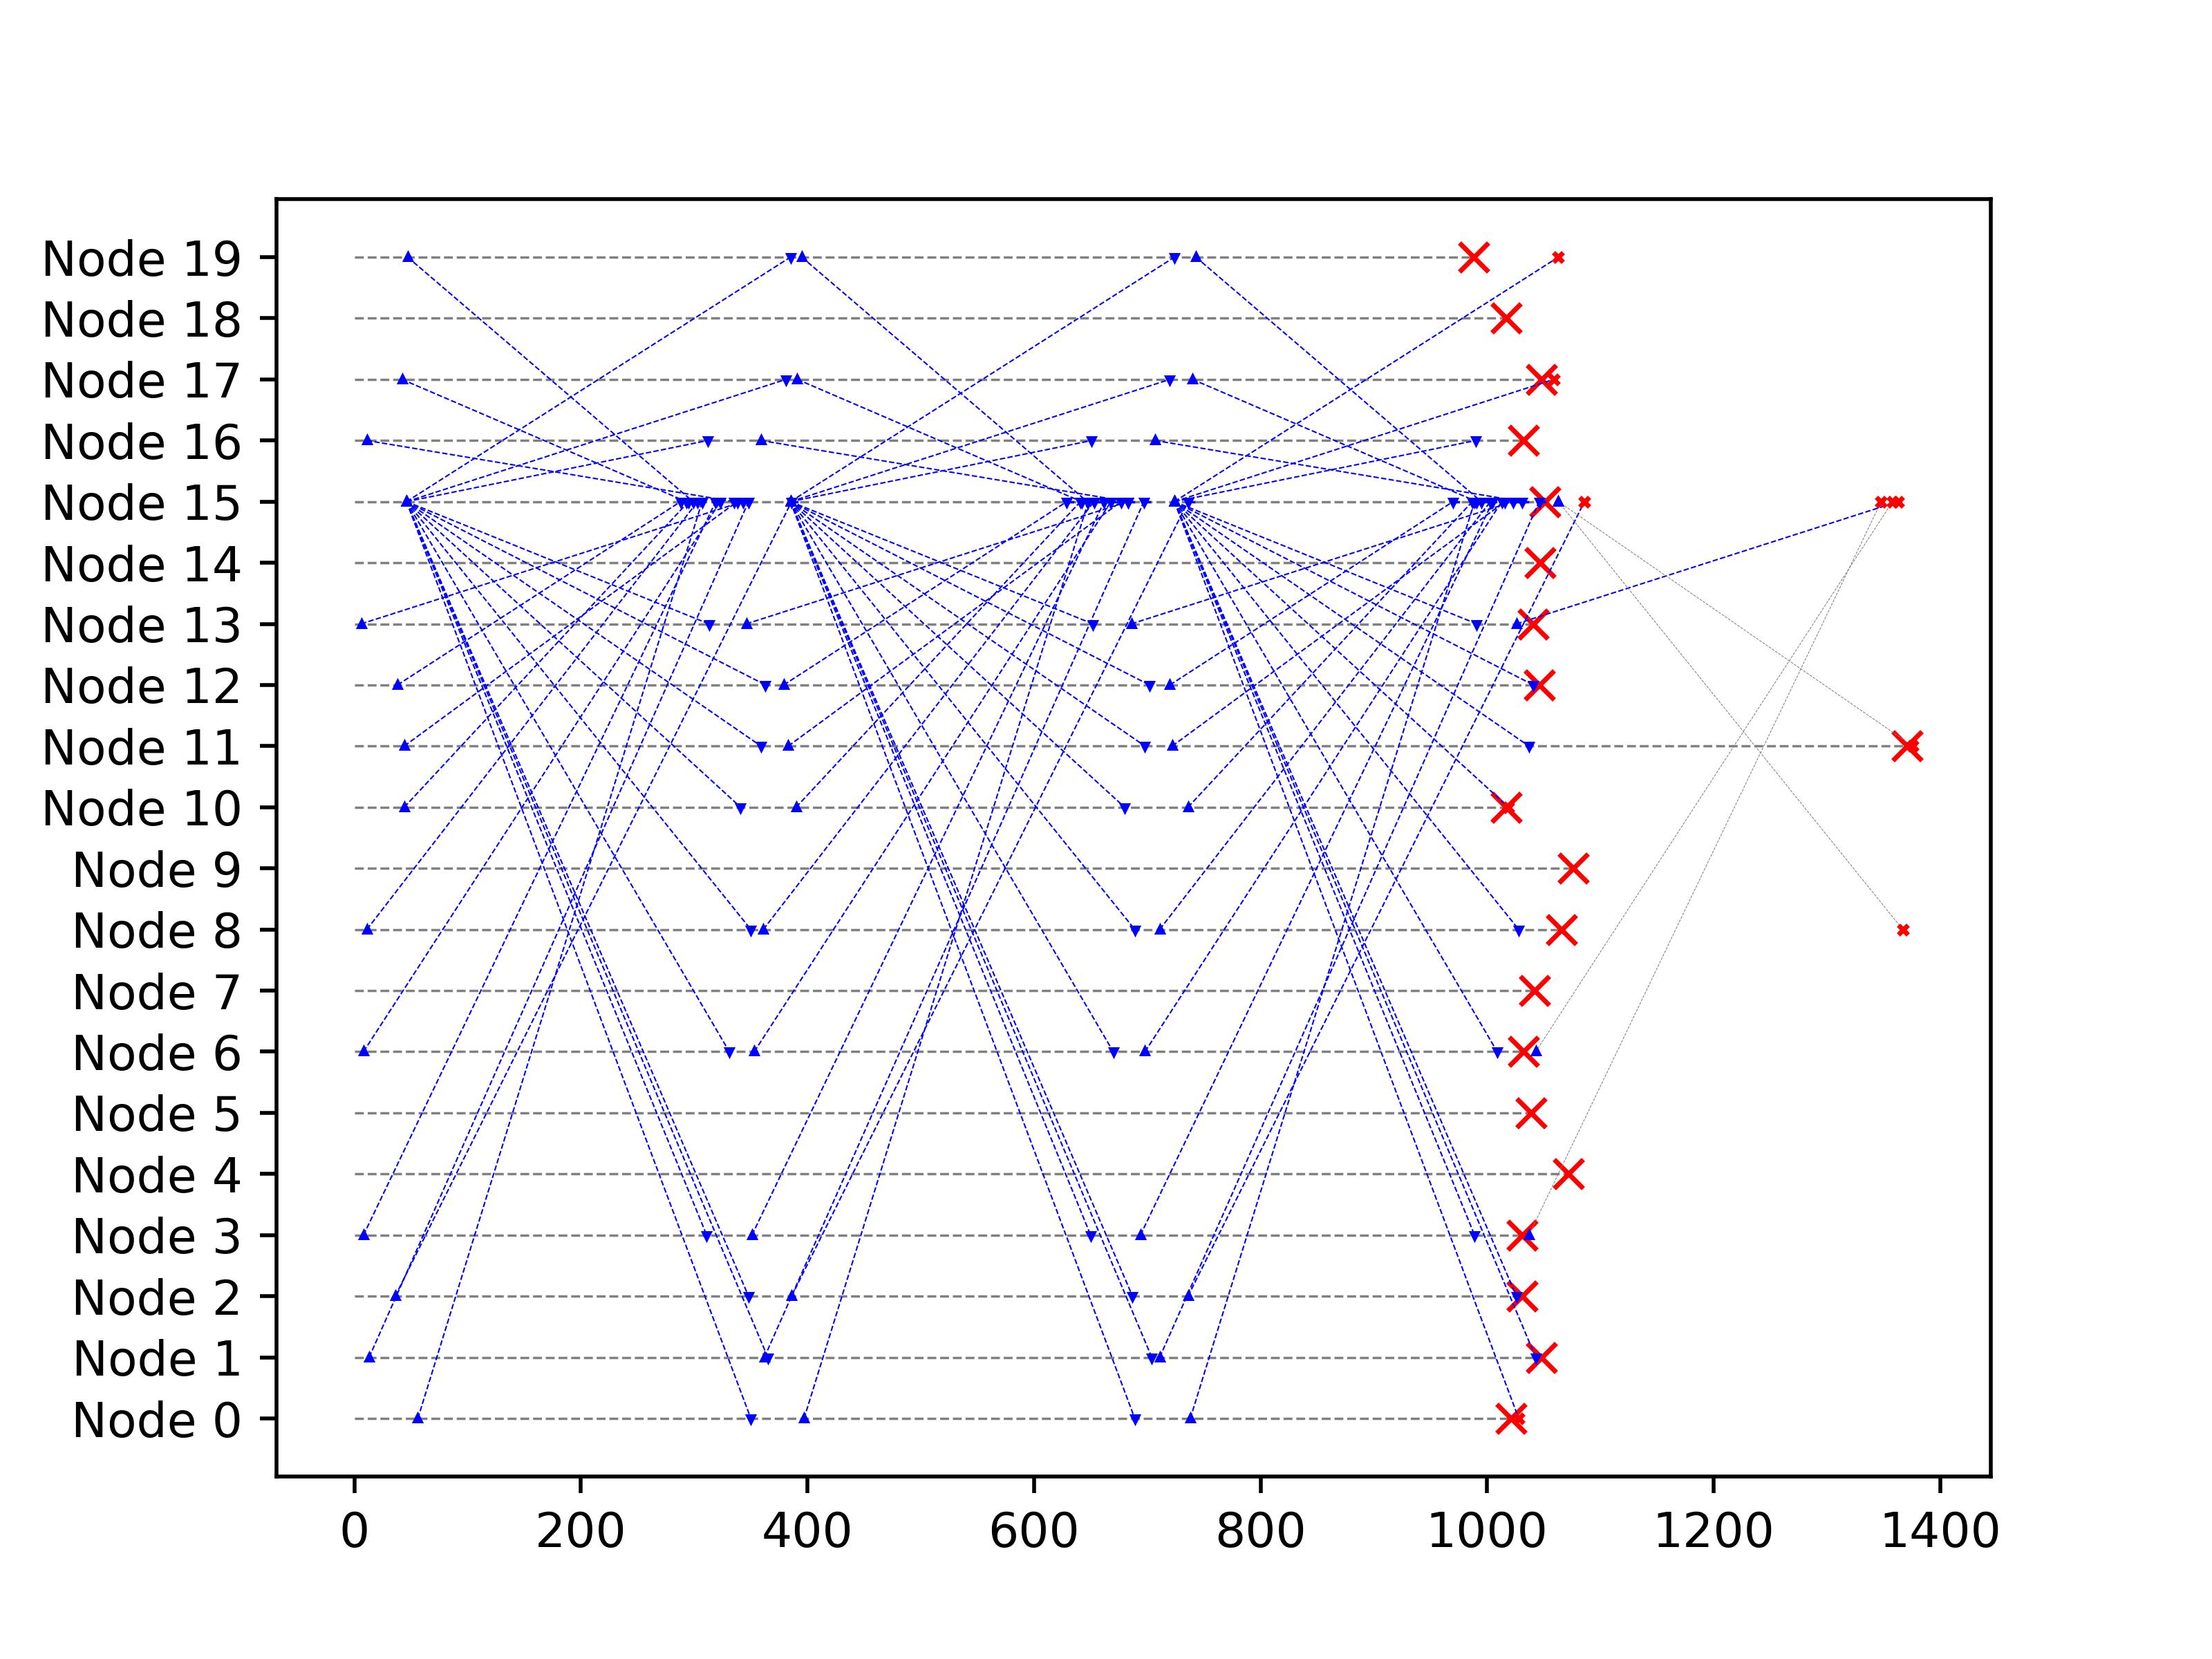 Node 19
Node 18
Node 17
Node 16
Node 15
Node 14
Node 13
Node 12
Node 11
Node 10
Node 9
Node 8
Node 7
Node 6
Node 5
Node 4
Node 3
Node 2
Node 1
Node 0
0 200 400 600 800 1000 1200 1400